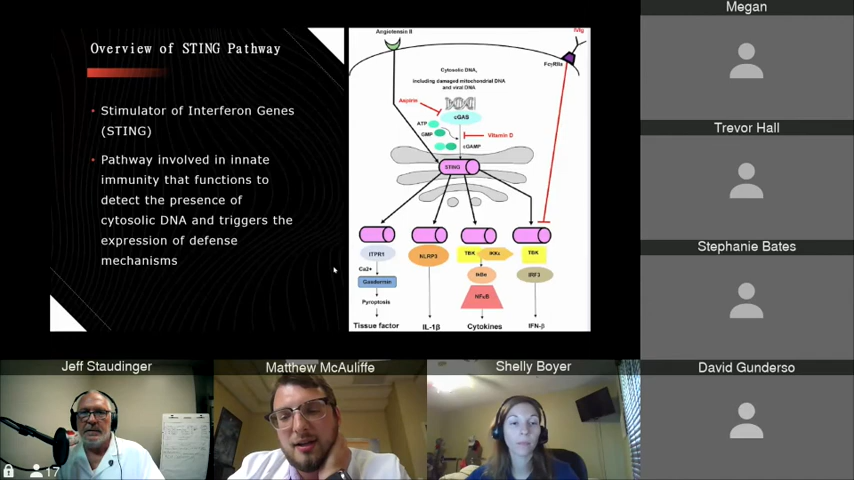 Overview of STING Pathway
• Stimulator of Interferon Genes
(STING)
• Pathway involved in innate
immunity that functions to
detect the presence of
cytosolic DNA and triggers the
expression of defense
mechanisms
Angiotensin II
IVIg
FcγRIIa
Cytosolic DNA,
including damaged mitochondrial DNA
and viral DNA
Aspirin
cGAS
ATP
GMP
Vitamin D
cGAMP
STING
ITPR1
NLRP3
TBK
IKKε
TBK
Ca2+
Gasdermin
IκBα
IRF3
Pyroptosis
NFκB
Tissue factor
IL-1β
Cytokines
IFN-β
Megan
Trevor Hall
Stephanie Bates
David Gunderso
Jeff Staudinger
Matthew McAuliffe
Shelly Boyer
17